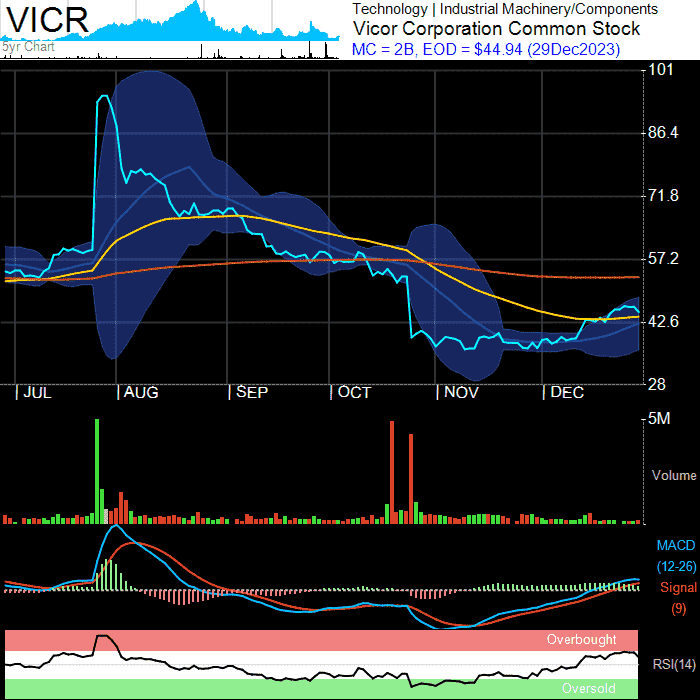 VICR
5yr Chart
Technology | Industrial Machinery/Components
Vicor Corporation Common Stock
MC = 2B, EOD = $44.94 (29Dec2023)
101
86.4
71.8
57.2
42.6
28
JUL AUG SEP OCT NOV DEC
5M
Volume
MACD
(12-26)
Signal
(9)
Overbought
RSI(14)
Oversold